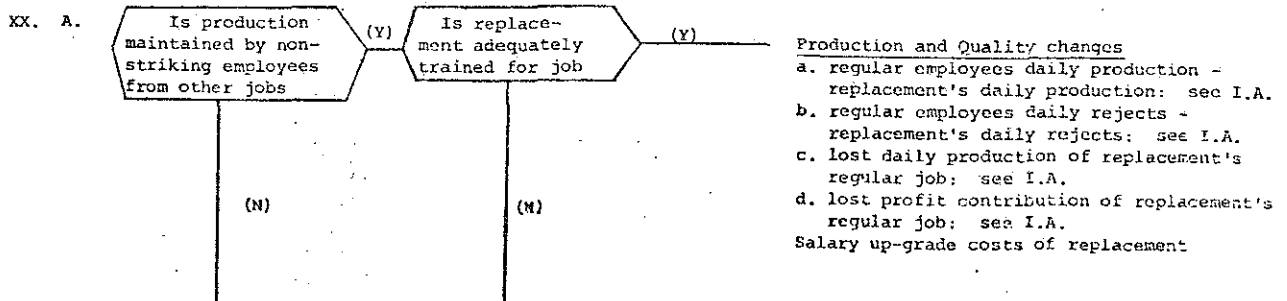 XX. A.
Is production
maintained by non-
striking employees
from other jobs
(Y)
Is replace-
ment adequately
trained for job
(Y)
Production and Quality changes
a. regular employees daily production -
replacement's daily production: see I.A.
b. regular employees daily rejects -
replacement's daily rejects: see I.A.
c. lost daily production of replacement's
regular job: see I.A.
d. lost profit contribution of replacement's
regular job: see I.A.
Salary up-grade costs of replacement
(N)
(N)